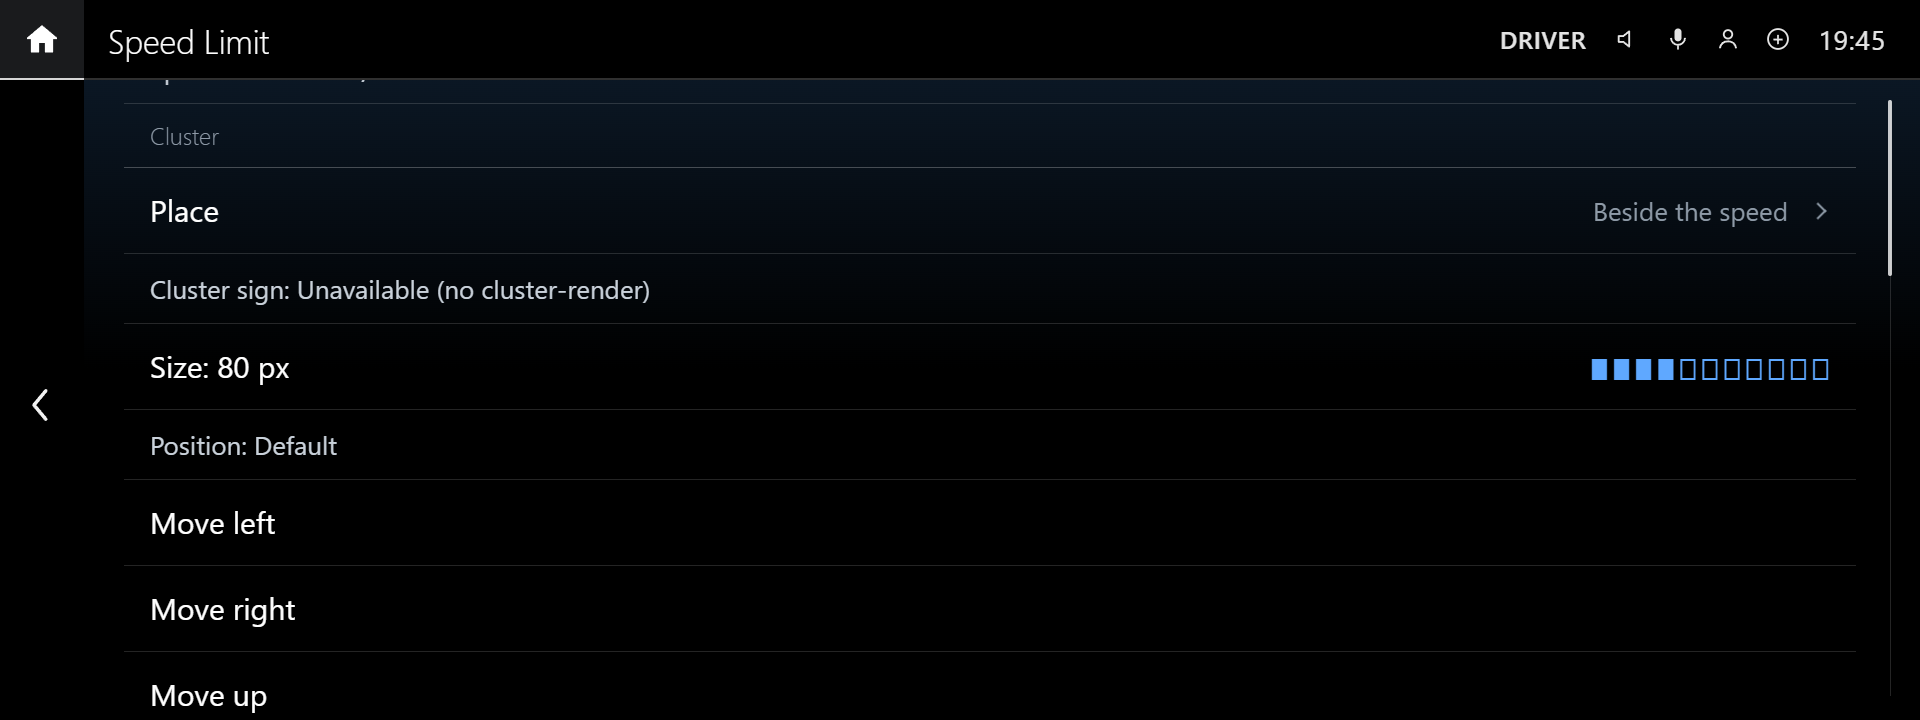 Speed Limit
DRIVER
19:45
Cluster
Place
Beside the speed
Cluster sign: Unavailable (no cluster-render)
Size: 80 px
Position: Default
Move left
Move right
Move up